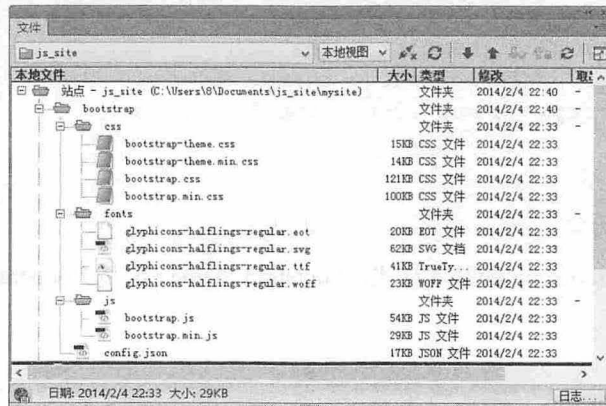 文件
js_site 本地视图
本地文件 大小 类型 修改
站点 - js_site (C:\Users\8\Documents\js_site\mysite) 文件夹 2014/2/4 22:40 -
bootstrap 文件夹 2014/2/4 22:40 -
css 文件夹 2014/2/4 22:33 -
bootstrap-theme.css 15KB CSS 文件 2014/2/4 22:33
bootstrap-theme.min.css 14KB CSS 文件 2014/2/4 22:33
bootstrap.css 121KB CSS 文件 2014/2/4 22:33
bootstrap.min.css 100KB CSS 文件 2014/2/4 22:33
fonts 文件夹 2014/2/4 22:33 -
glyphicons-halflings-regular.eot 20KB EOT 文件 2014/2/4 22:33
glyphicons-halflings-regular.svg 62KB SVG 文档 2014/2/4 22:33
glyphicons-halflings-regular.ttf 41KB TrueTy... 2014/2/4 22:33
glyphicons-halflings-regular.woff 23KB WOFF 文件 2014/2/4 22:33
js 文件夹 2014/2/4 22:33 -
bootstrap.js 54KB JS 文件 2014/2/4 22:33
bootstrap.min.js 29KB JS 文件 2014/2/4 22:33
config.json 17KB JSON 文件 2014/2/4 22:33
日期: 2014/2/4 22:33 大小: 29KB 日志...